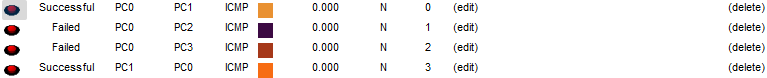 Successful PC0 PC1 ICMP 0.000 N 0 (edit) (delete)
Failed PC0 PC2 ICMP 0.000 N 1 (edit) (delete)
Failed PC0 PC3 ICMP 0.000 N 2 (edit) (delete)
Successful PC1 PC0 ICMP 0.000 N 3 (edit) (delete)